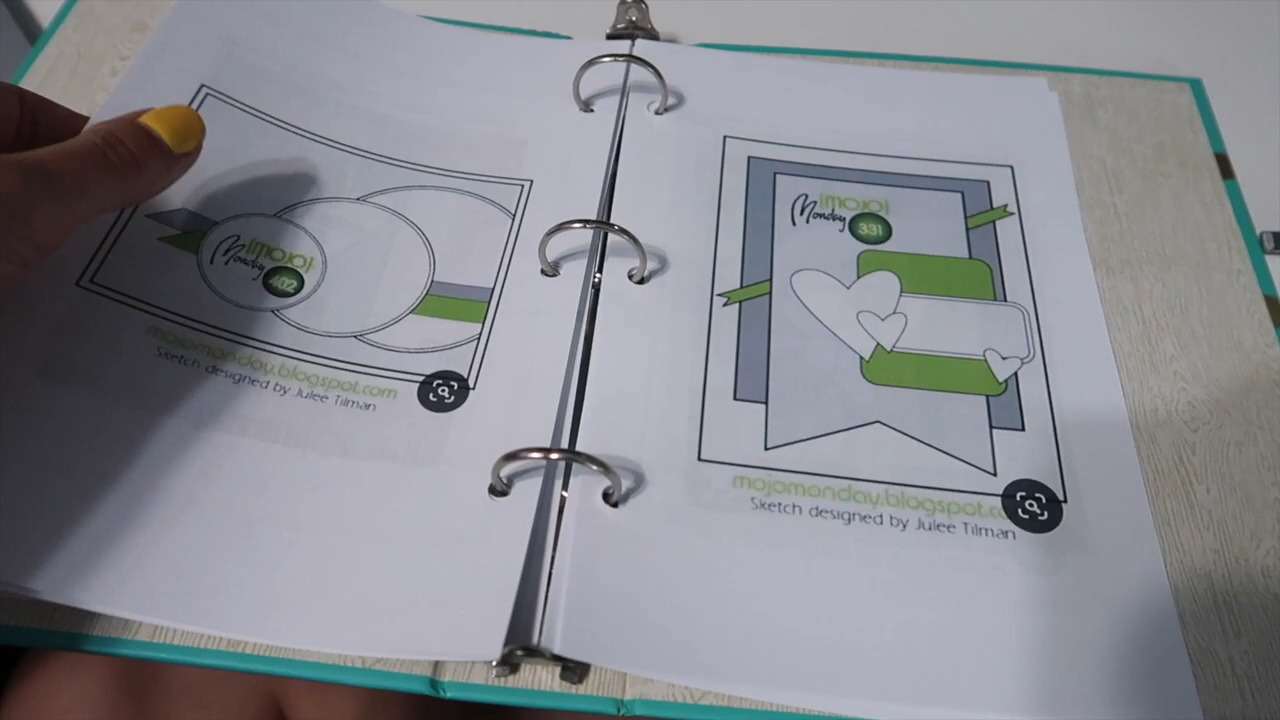 MOJO!
Monday
402
mojomonday.blogspot.com
Sketch designed by Julee Tilman
MOJO!
Monday
331
mojomonday.blogspot.c
Sketch designed by Julee Tilman